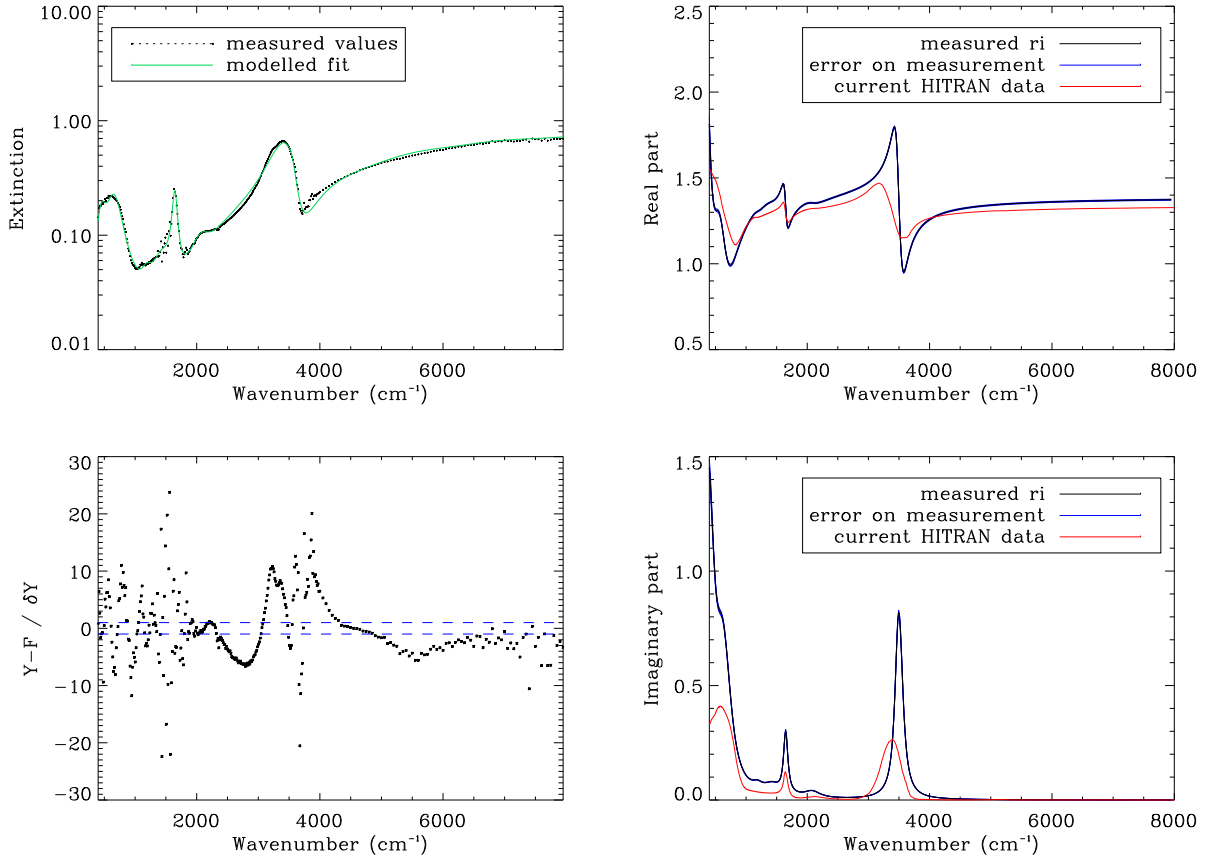 10.00
1.00
0.10
0.01
Extinction
measured values
modelled fit
2000 4000 6000
Wavenumber (cm⁻¹)
2.5
2.0
1.5
1.0
0.5
Real part
measured ri
error on measurement
current HITRAN data
2000 4000 6000 8000
Wavenumber (cm⁻¹)
30
20
10
0
−10
−20
−30
Y−F / δY
2000 4000 6000
Wavenumber (cm⁻¹)
1.5
1.0
0.5
0.0
Imaginary part
measured ri
error on measurement
current HITRAN data
2000 4000 6000 8000
Wavenumber (cm⁻¹)